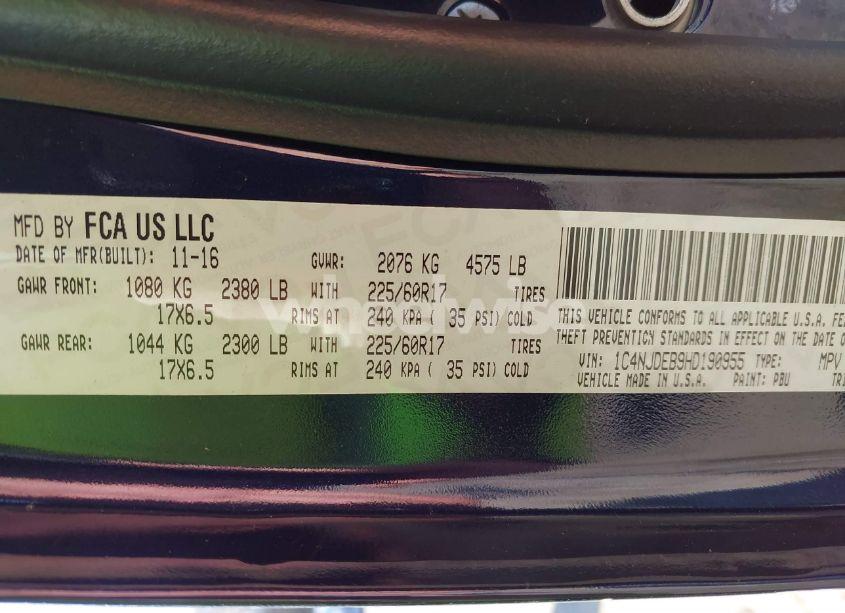 MFD BY FCA US LLC
DATE OF MFR(BUILT): 11-16 GVWR: 2076 KG 4575 LB
GAWR FRONT: 1080 KG 2380 LB WITH 225/60R17 TIRES
17X6.5 RIMS AT 240 KPA ( 35 PSI) COLD
GAWR REAR: 1044 KG 2300 LB WITH 225/60R17 TIRES
17X6.5 RIMS AT 240 KPA ( 35 PSI) COLD
THIS VEHICLE CONFORMS TO ALL APPLICABLE U.S.A. FE
THEFT PREVENTION STANDARDS IN EFFECT ON THE DATE O
VIN: 1C4NJDEB9HD190955 TYPE: MPV
VEHICLE MADE IN U.S.A. PAINT: PBU TRI